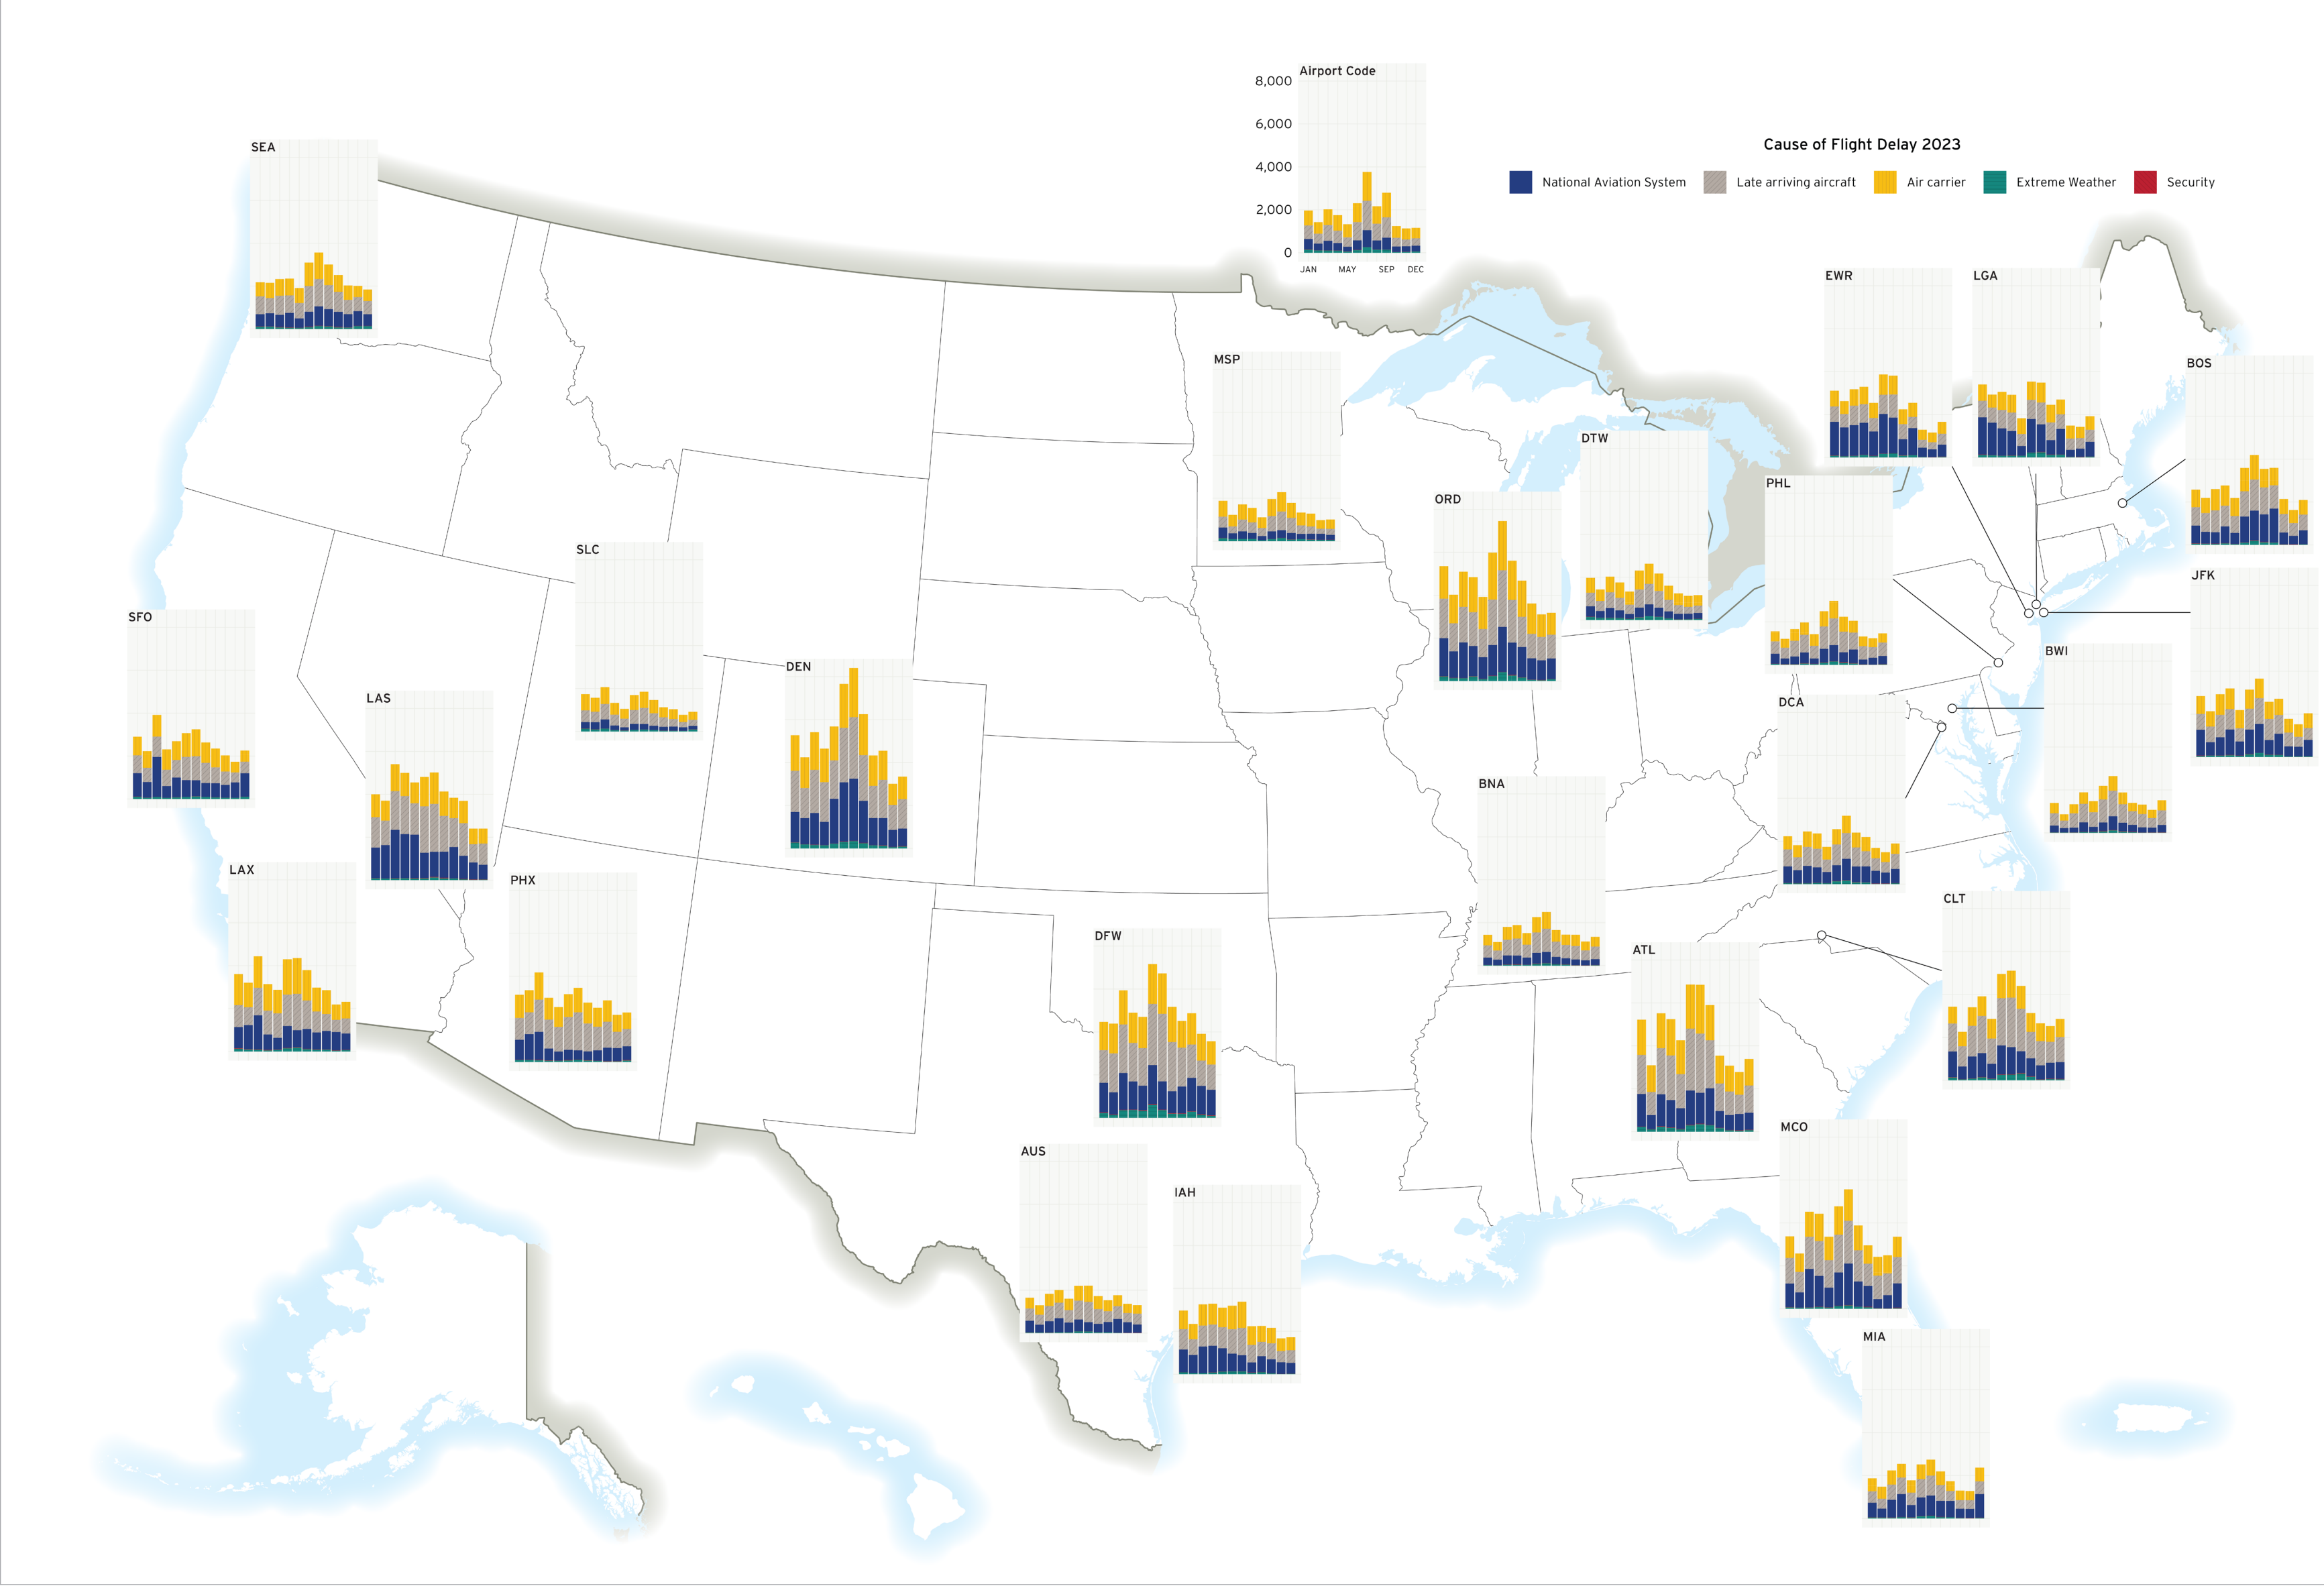 Airport Code
8,000
6,000
4,000
2,000
0
JAN MAY SEP DEC
Cause of Flight Delay 2023
National Aviation System Late arriving aircraft Air carrier Extreme Weather Security
SEA
EWR
LGA
MSP
BOS
DTW
PHL
ORD
SLC
JFK
SFO
BWI
DEN
LAS
DCA
BNA
LAX
PHX
CLT
DFW
ATL
MCO
AUS
IAH
MIA